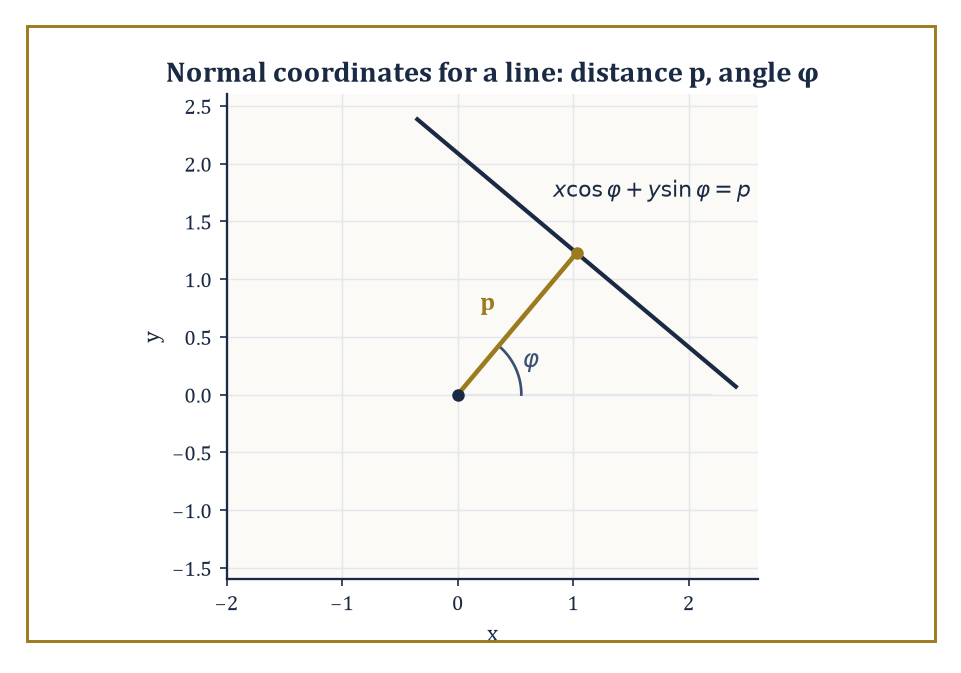 Normal coordinates for a line: distance p, angle φ
2.5
2.0
x cos φ + y sin φ = p
1.5
1.0
p
y
0.5
φ
0.0
−0.5
−1.0
−1.5
−2 −1 0 1 2
x